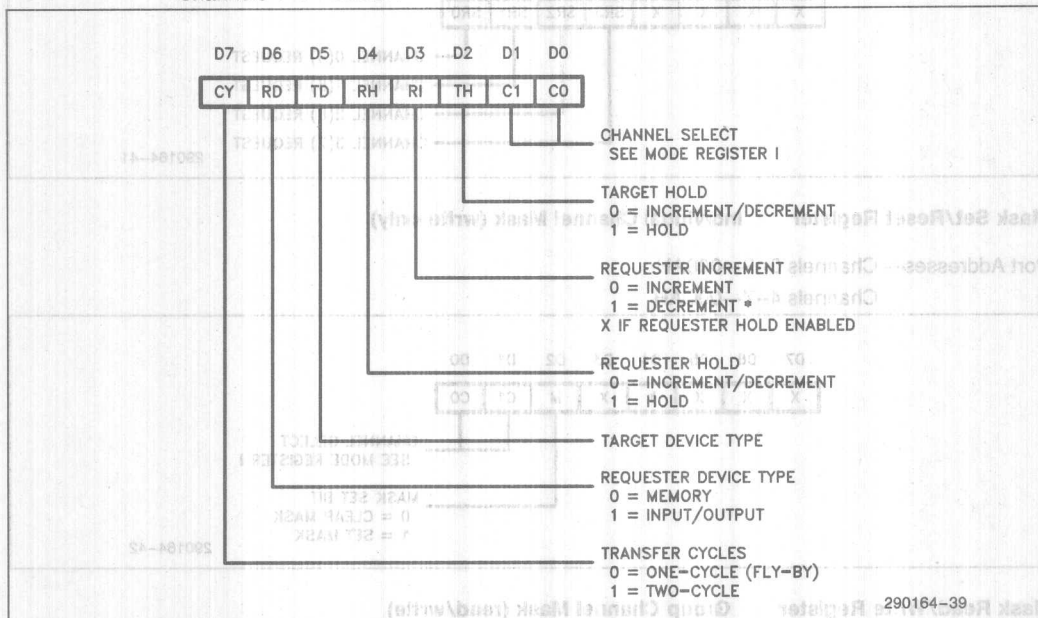 D7 D6 D5 D4 D3 D2 D1 D0
CY RD TD RH RI TH C1 C0
CHANNEL SELECT
SEE MODE REGISTER I
TARGET HOLD
0 = INCREMENT/DECREMENT
1 = HOLD
REQUESTER INCREMENT
0 = INCREMENT
1 = DECREMENT *
X IF REQUESTER HOLD ENABLED
REQUESTER HOLD
0 = INCREMENT/DECREMENT
1 = HOLD
TARGET DEVICE TYPE
REQUESTER DEVICE TYPE
0 = MEMORY
1 = INPUT/OUTPUT
TRANSFER CYCLES
0 = ONE-CYCLE (FLY-BY)
1 = TWO-CYCLE
290164-39